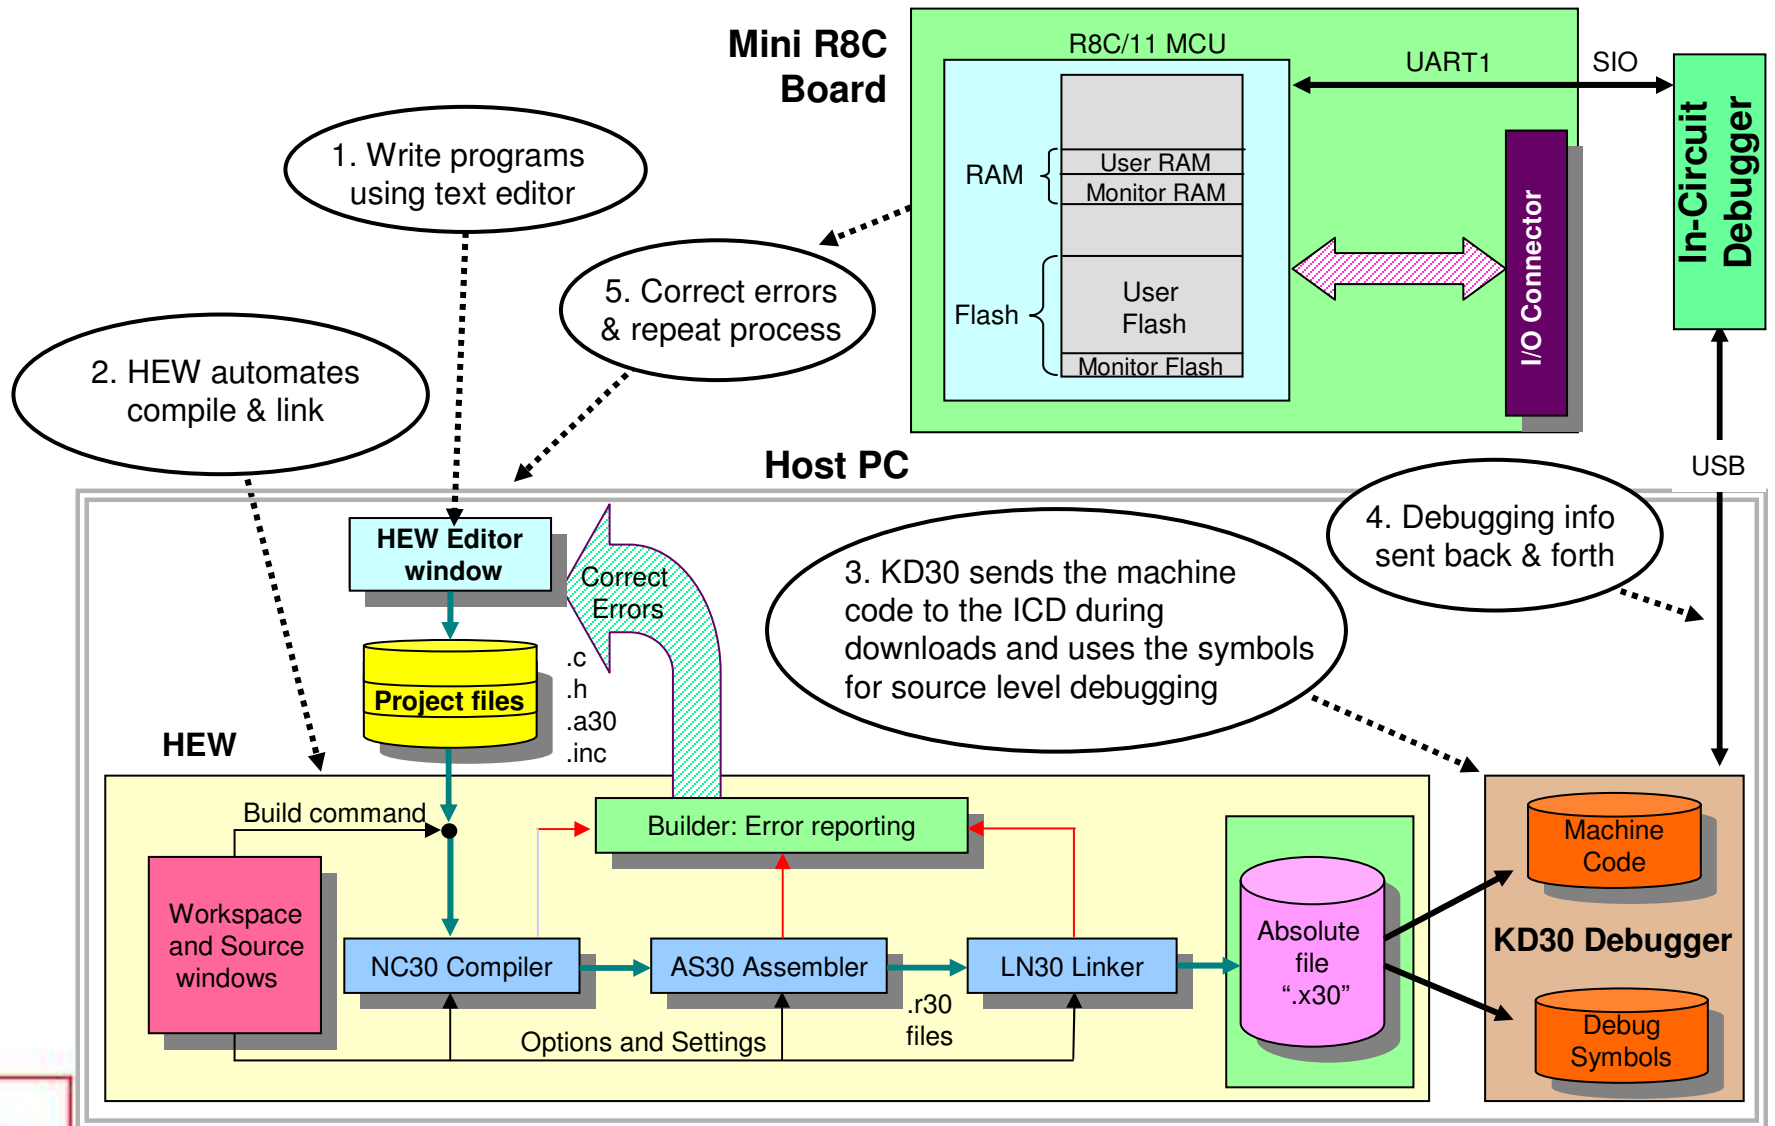 Mini R8C
Board
R8C/11 MCU
UART1
SIO
In-Circuit
Debugger
RAM
User RAM
Monitor RAM
Flash
User
Flash
Monitor Flash
I/O Connector
1. Write programs
using text editor
5. Correct errors
& repeat process
2. HEW automates
compile & link
Host PC
USB
4. Debugging info
sent back & forth
3. KD30 sends the machine
code to the ICD during
downloads and uses the symbols
for source level debugging
HEW Editor
window
Correct
Errors
Project files
.c
.h
.a30
.inc
HEW
Build command
Builder: Error reporting
Workspace
and Source
windows
NC30 Compiler
AS30 Assembler
LN30 Linker
.r30
files
Options and Settings
Absolute
file
“.x30”
Machine
Code
KD30 Debugger
Debug
Symbols